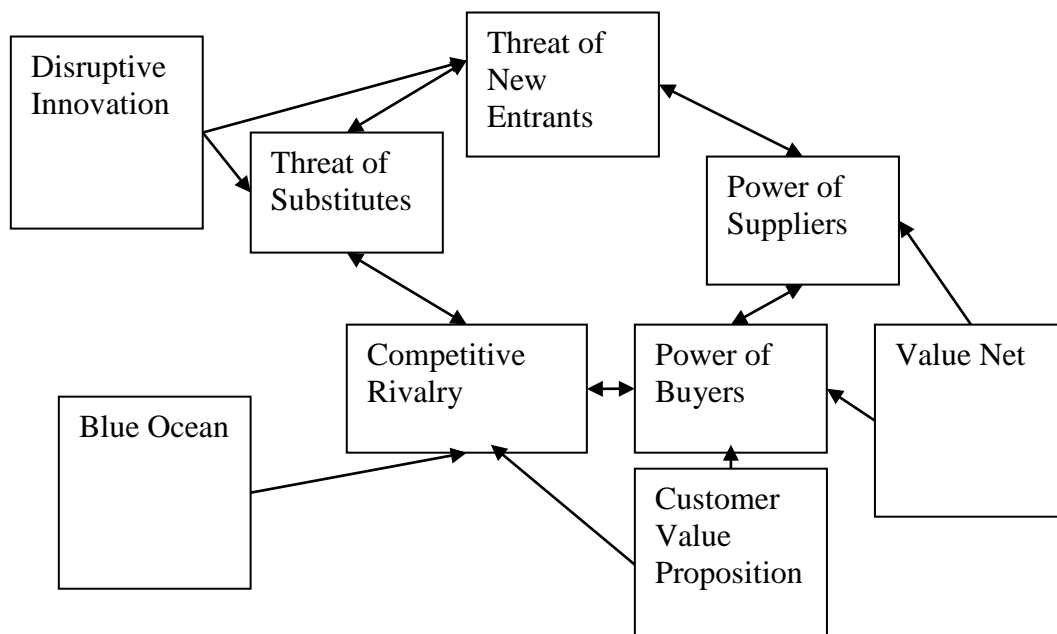 Disruptive
Innovation
Threat of
New
Entrants
Threat of
Substitutes
Power of
Suppliers
Competitive
Rivalry
Power of
Buyers
Value Net
Blue Ocean
Customer
Value
Proposition